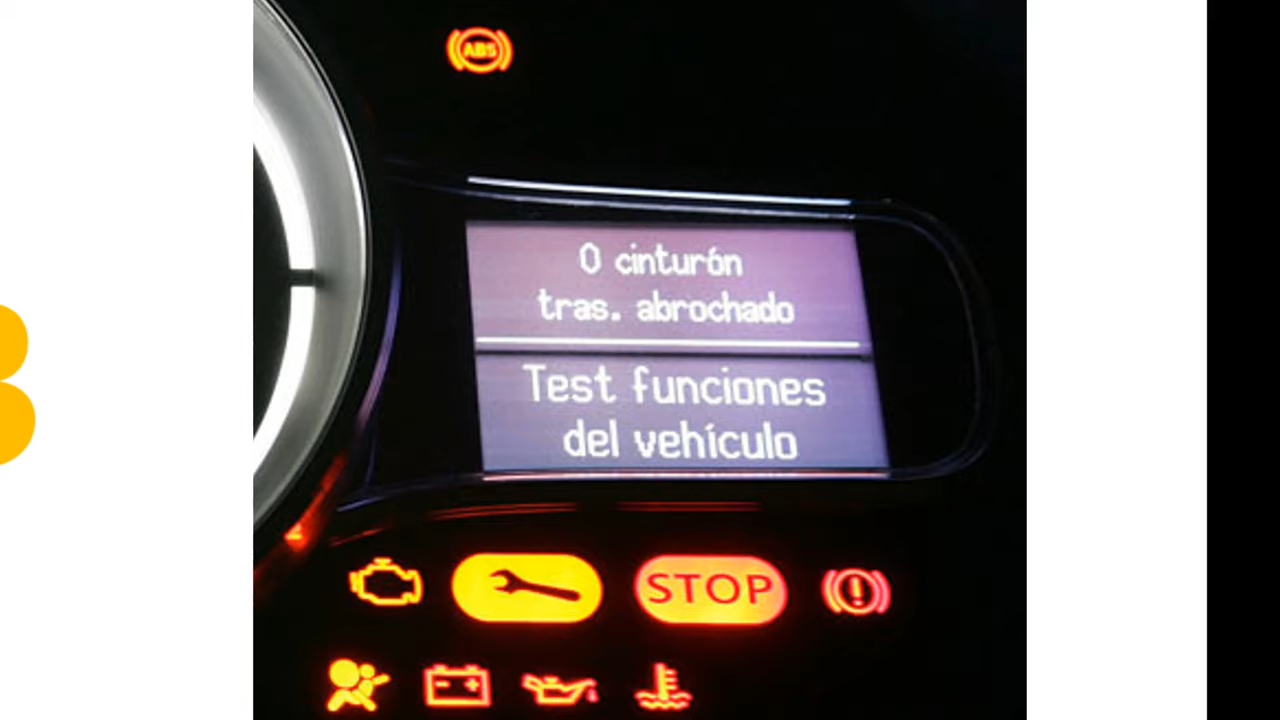 ABS
0 cinturón
tras. abrochado
Test funciones
del vehículo
STOP